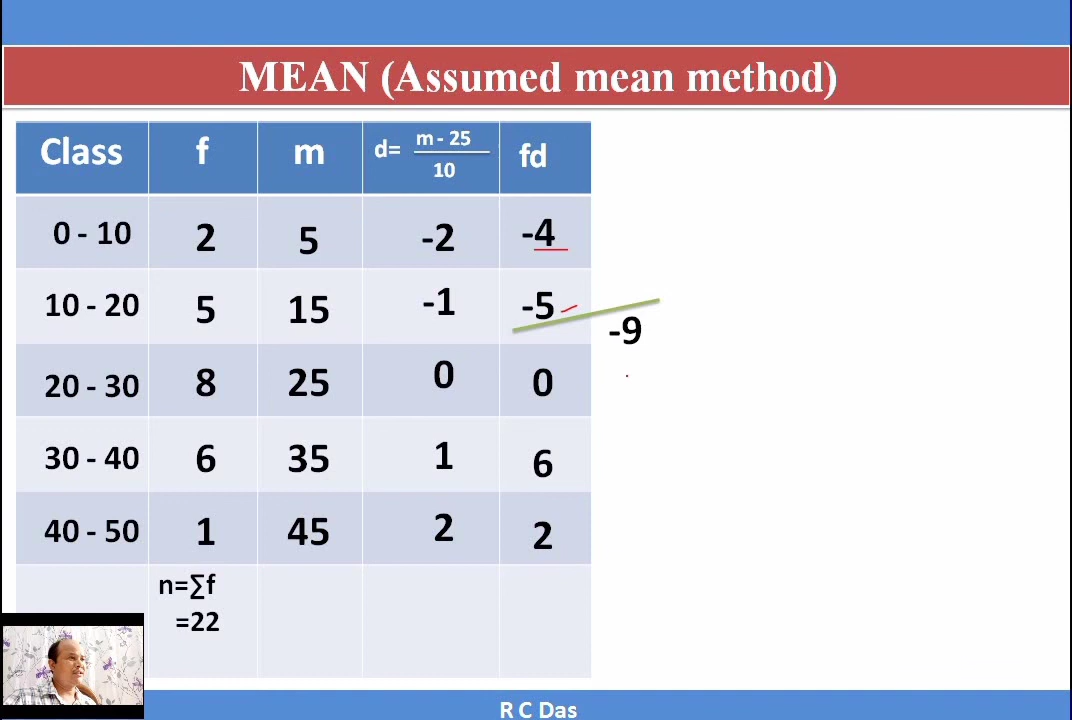 MEAN (Assumed mean method)
Class f m d= m - 25 fd
10
0 - 10 2 5 -2 -4
10 - 20 5 15 -1 -5
-9
20 - 30 8 25 0 0
30 - 40 6 35 1 6
40 - 50 1 45 2 2
n=∑f
=22
R C Das